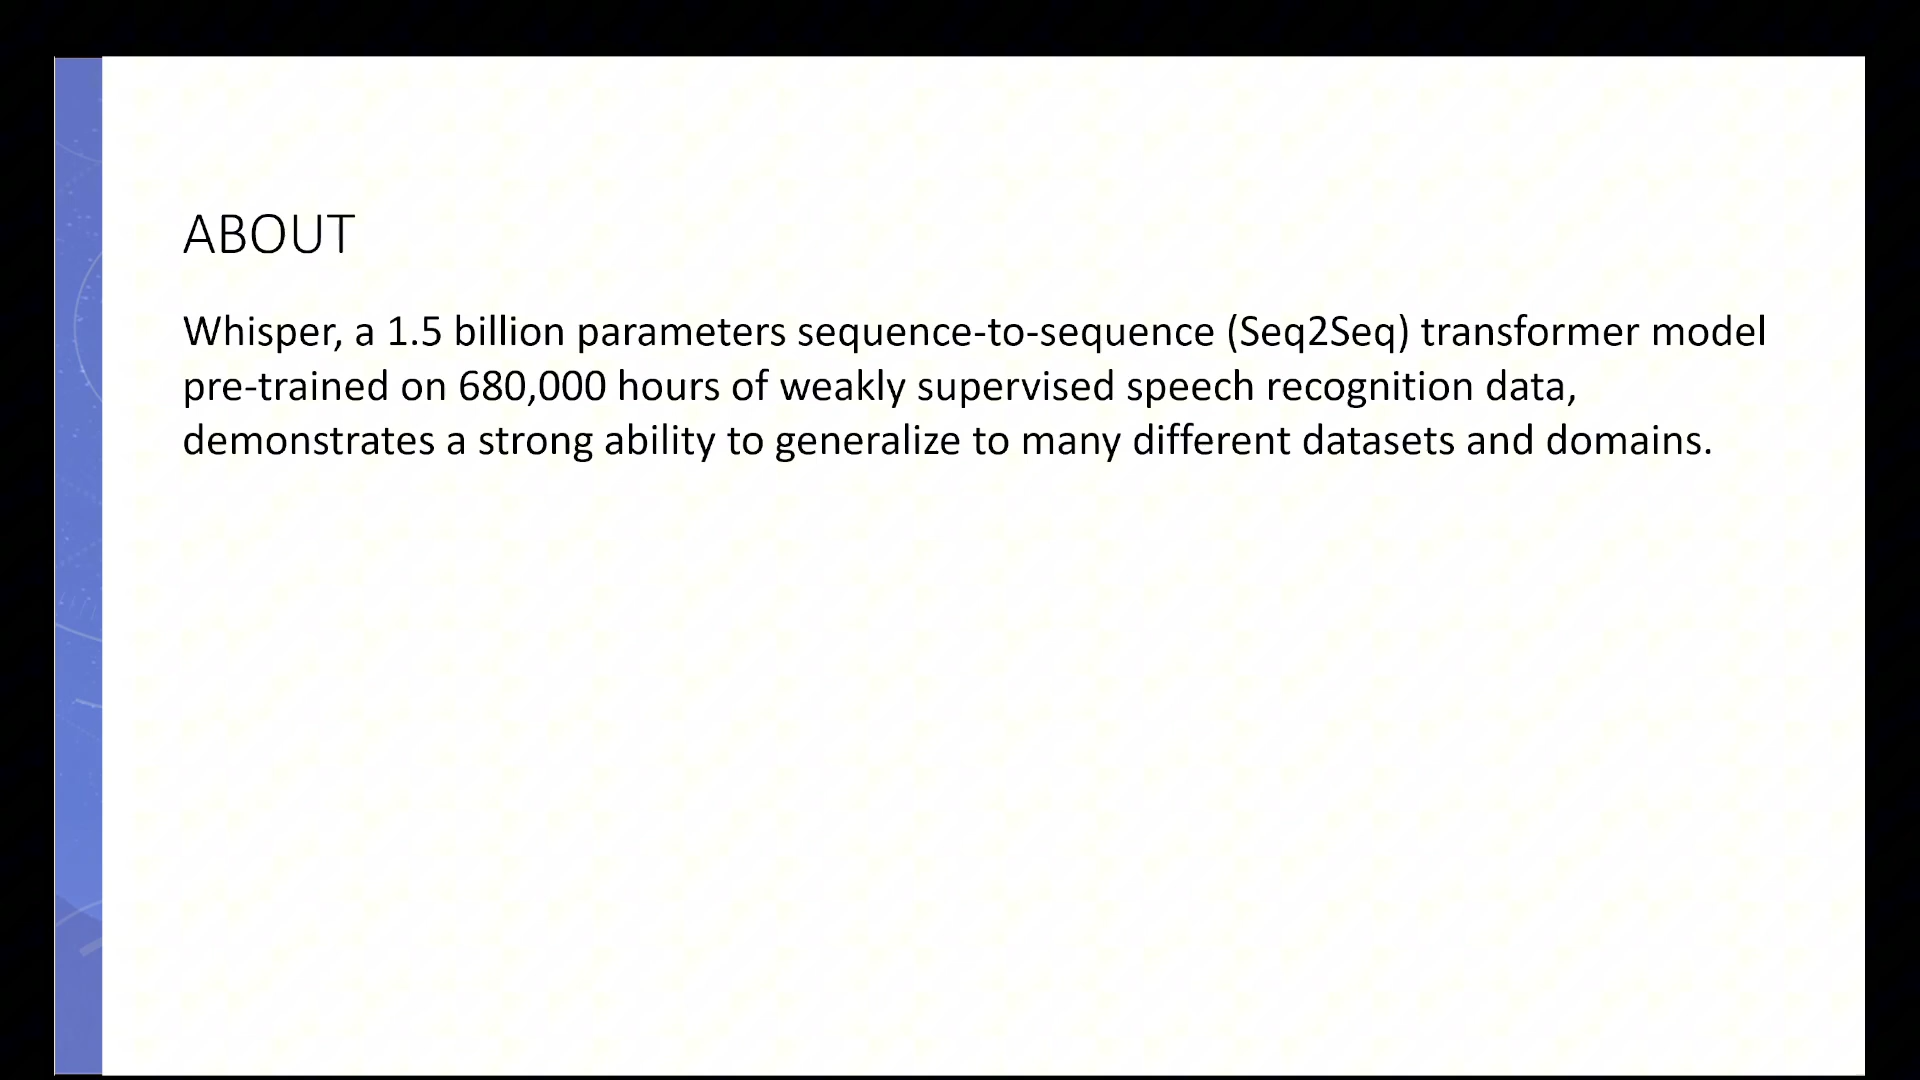 ABOUT
Whisper, a 1.5 billion parameters sequence-to-sequence (Seq2Seq) transformer model
pre-trained on 680,000 hours of weakly supervised speech recognition data,
demonstrates a strong ability to generalize to many different datasets and domains.